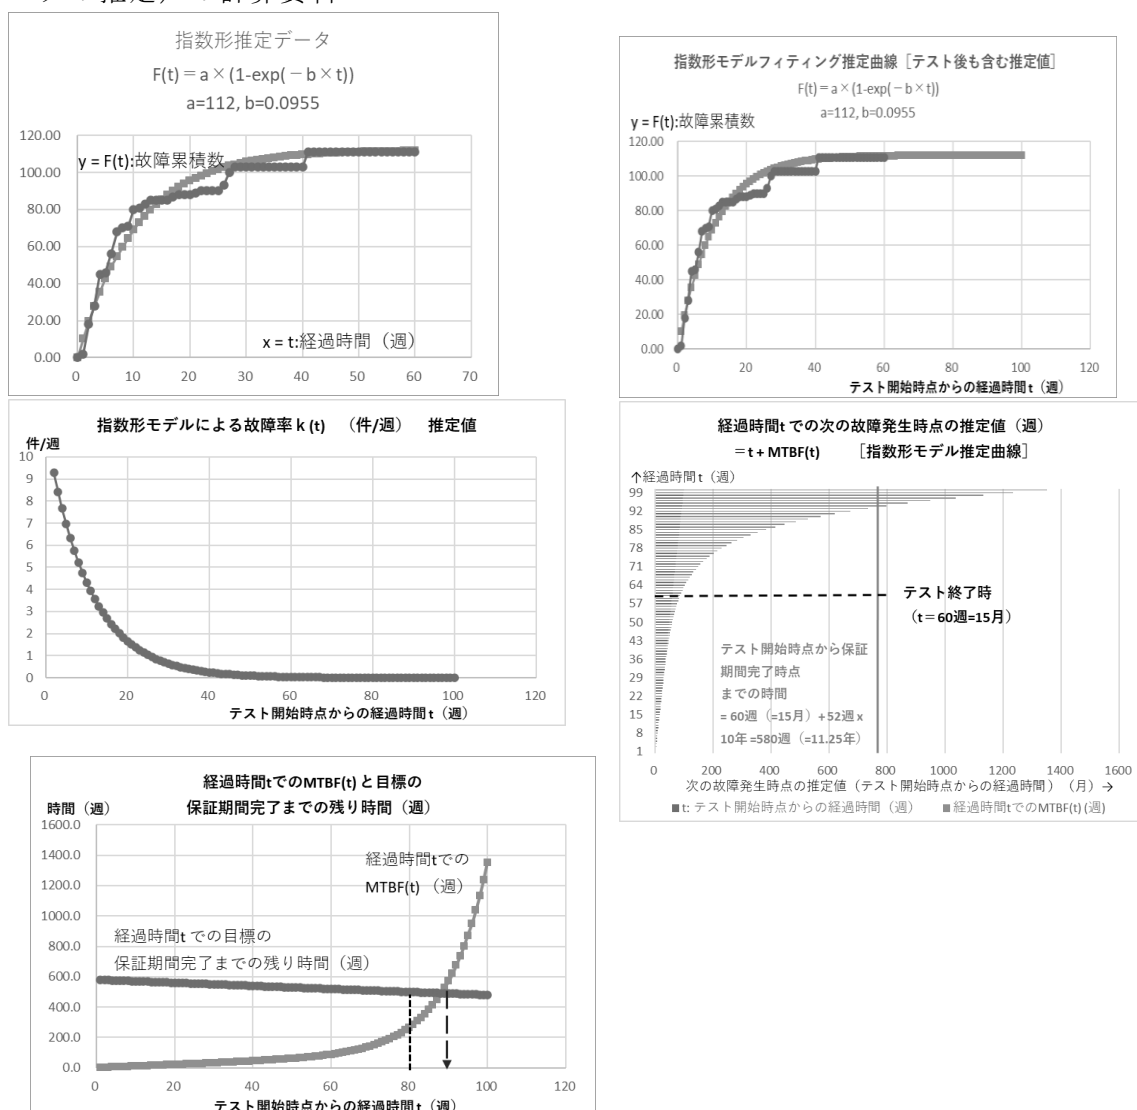 指数形推定データ
F(t)＝a×(1-exp(－b×t))
a=112, b=0.0955
y = F(t):故障累積数
120.00
100.00
80.00
60.00
40.00
20.00
0.00
x = t:経過時間（週）
0 10 20 30 40 50 60 70
指数形モデルフィティング推定曲線［テスト後も含む推定値］
F(t)＝a×(1-exp(－b×t))
a=112, b=0.0955
y = F(t):故障累積数
120.00
100.00
80.00
60.00
40.00
20.00
0.00
0 20 40 60 80 100 120
テスト開始時点からの経過時間 t（週）
指数形モデルによる故障率 k (t) （件/週） 推定値
件/週
10
9
8
7
6
5
4
3
2
1
0
0 20 40 60 80 100 120
テスト開始時点からの経過時間 t（週）
経過時間t での次の故障発生時点の推定値（週）
＝t + MTBF(t) ［指数形モデル推定曲線］
↑経過時間 t（週）
99
92
85
78
71
64
57
50
43
36
29
22
15
8
1
テスト終了時
（t＝60週=15月）
テスト開始時点から保証
期間完了時点
までの時間
= 60週（=15月）+ 52週 x
10年 =580週（=11.25年）
0 200 400 600 800 1000 1200 1400 1600
次の故障発生時点の推定値（テスト開始時点からの経過時間）（月）→
t: テスト開始時点からの経過時間（週） 経過時間tでのMTBF(t) (週)
経過時間tでのMTBF(t) と目標の
保証期間完了までの残り時間（週）
時間（週）
1600.0
1400.0
1200.0
1000.0
800.0
600.0
400.0
200.0
0.0
経過時間tでの
MTBF(t) （週）
経過時間t での目標の
保証期間完了までの残り時間（週）
0 20 40 60 80 100 120
テスト開始時点からの経過時間 t（週）